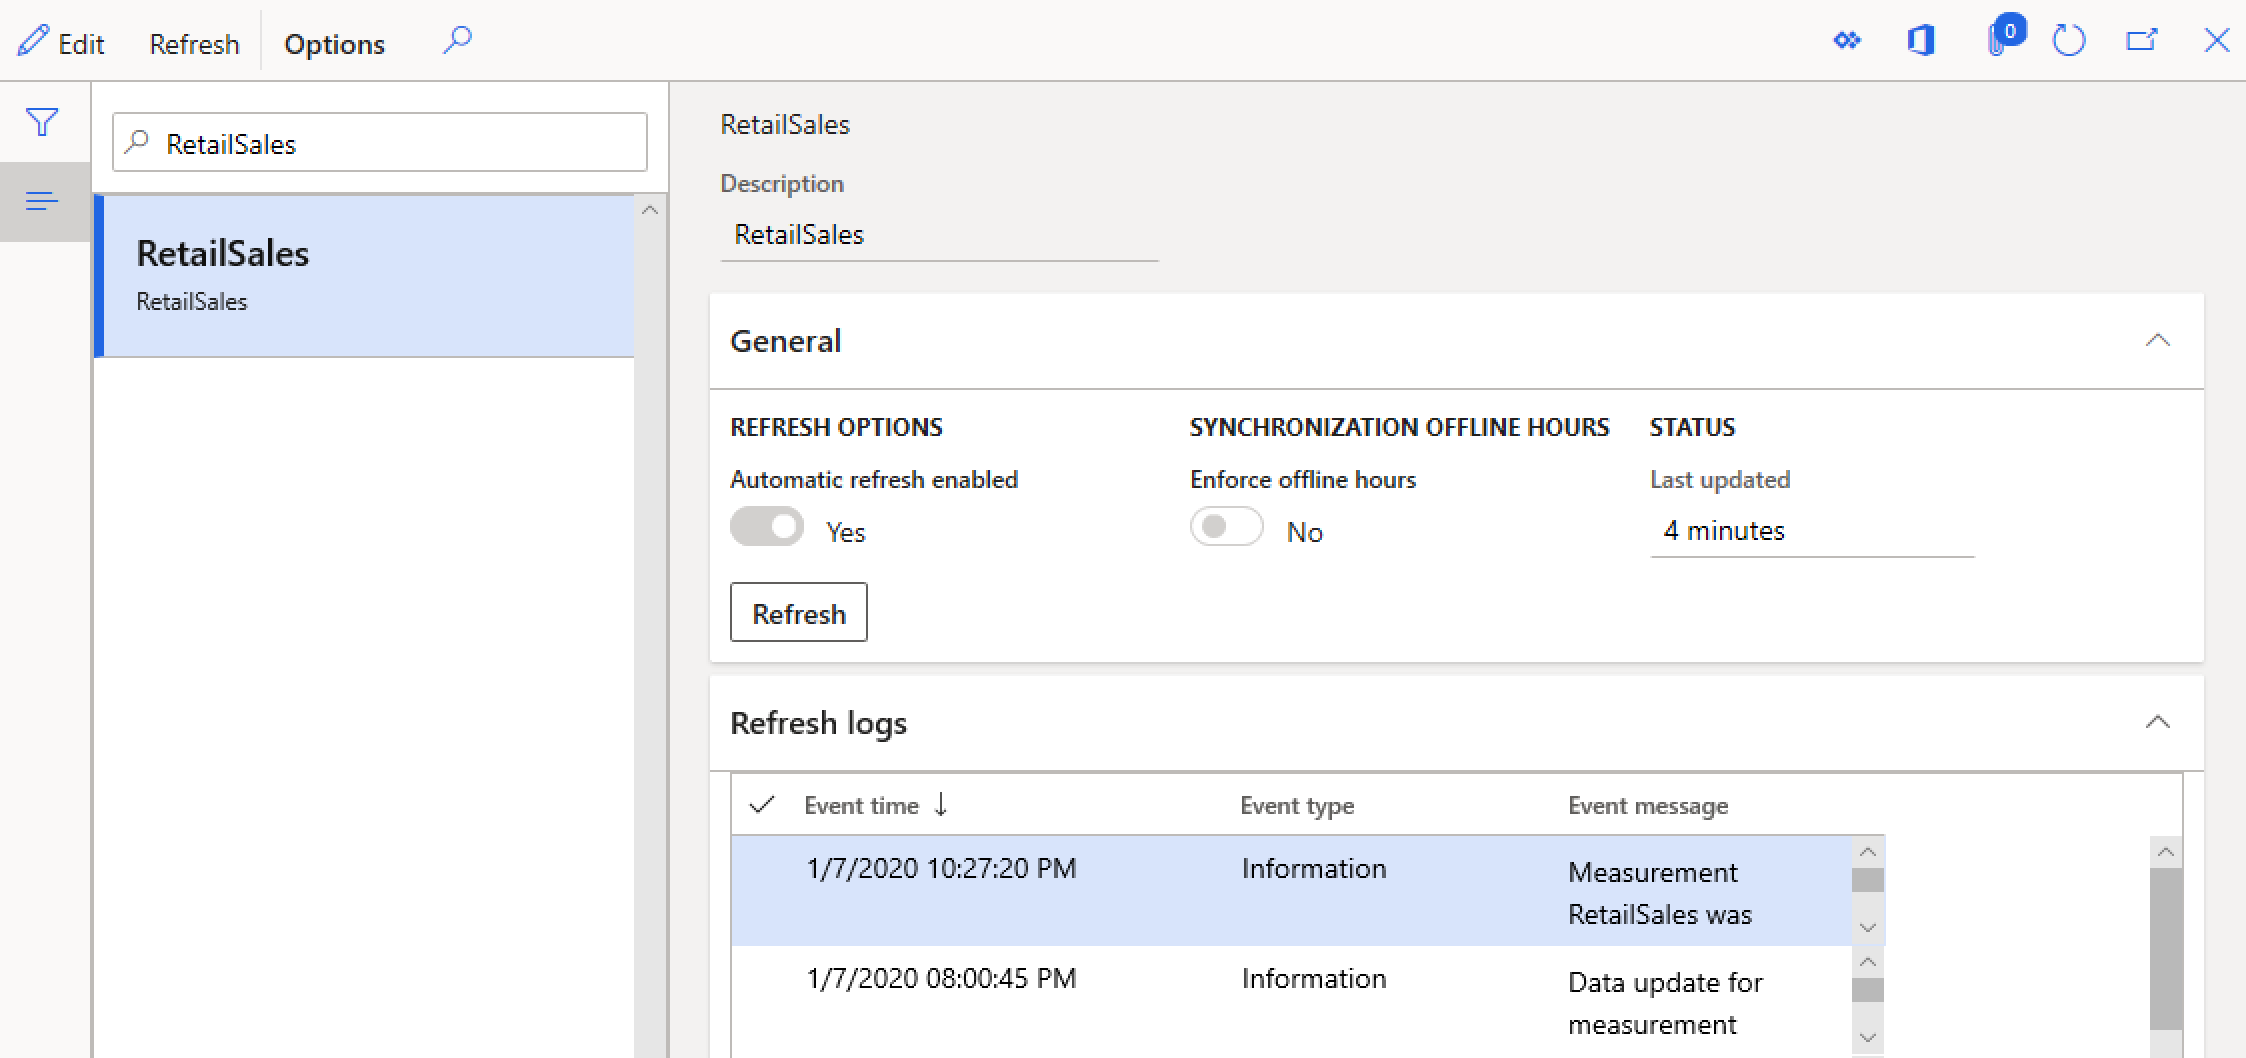 Edit Refresh Options 0
RetailSales
RetailSales
RetailSales
RetailSales
Description
RetailSales
General
REFRESH OPTIONS SYNCHRONIZATION OFFLINE HOURS STATUS
Automatic refresh enabled Enforce offline hours Last updated
Yes No 4 minutes
Refresh
Refresh logs
Event time Event type Event message
1/7/2020 10:27:20 PM Information Measurement
RetailSales was
1/7/2020 08:00:45 PM Information Data update for
measurement